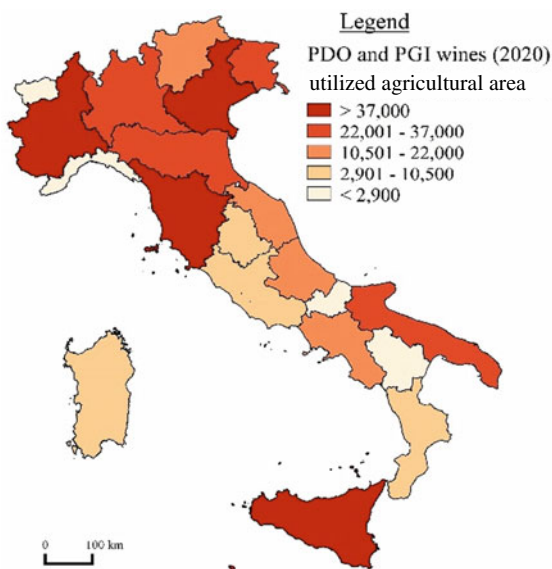 Legend
PDO and PGI wines (2020)
utilized agricultural area
> 37,000
22,001 - 37,000
10,501 - 22,000
2,901 - 10,500
< 2,900
0 100 km